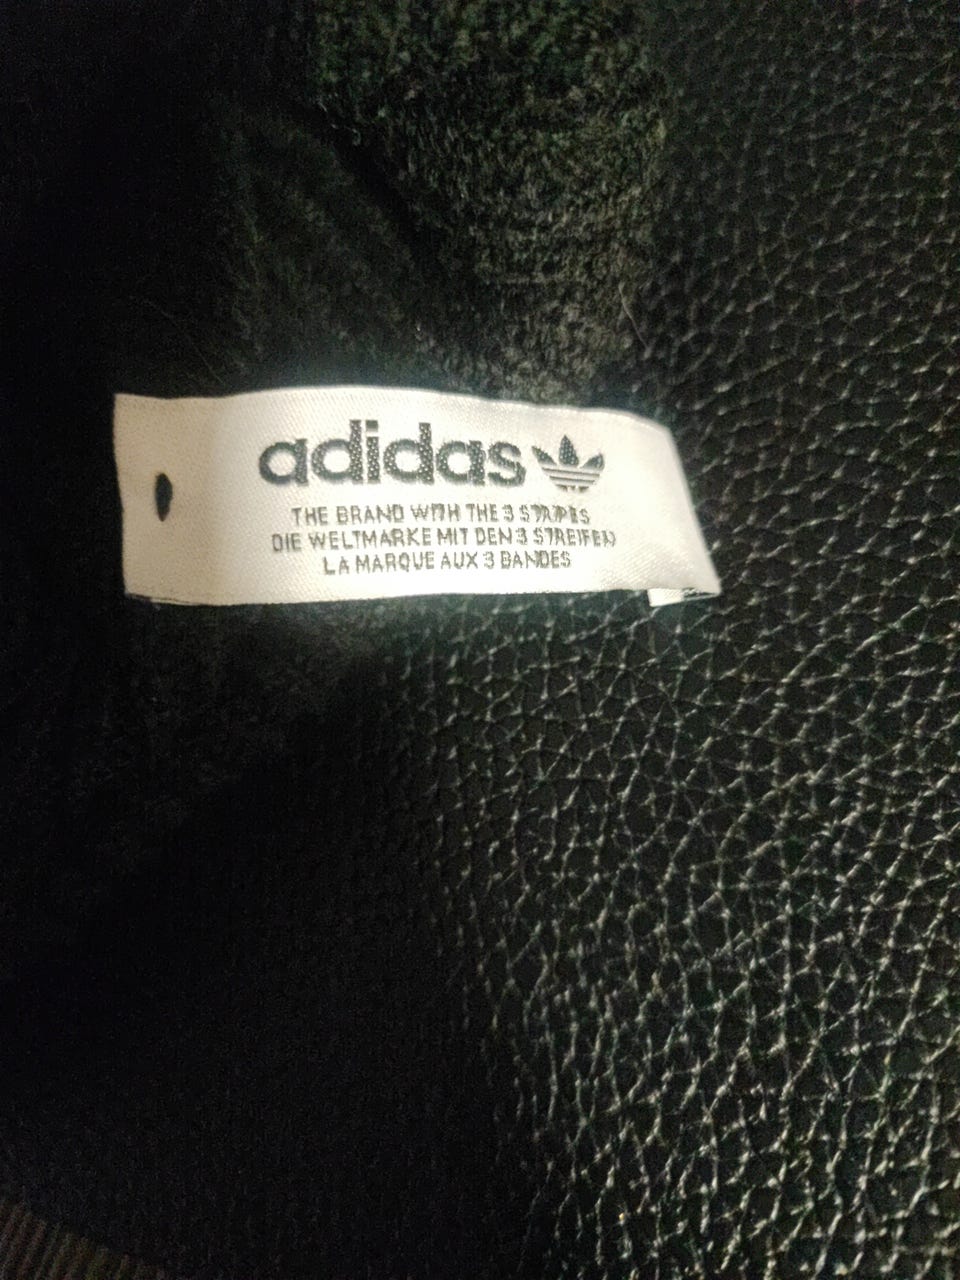 adidas
THE BRAND WITH THE 3 STRIPES
DIE WELTMARKE MIT DEN 3 STREIFEN
LA MARQUE AUX 3 BANDES